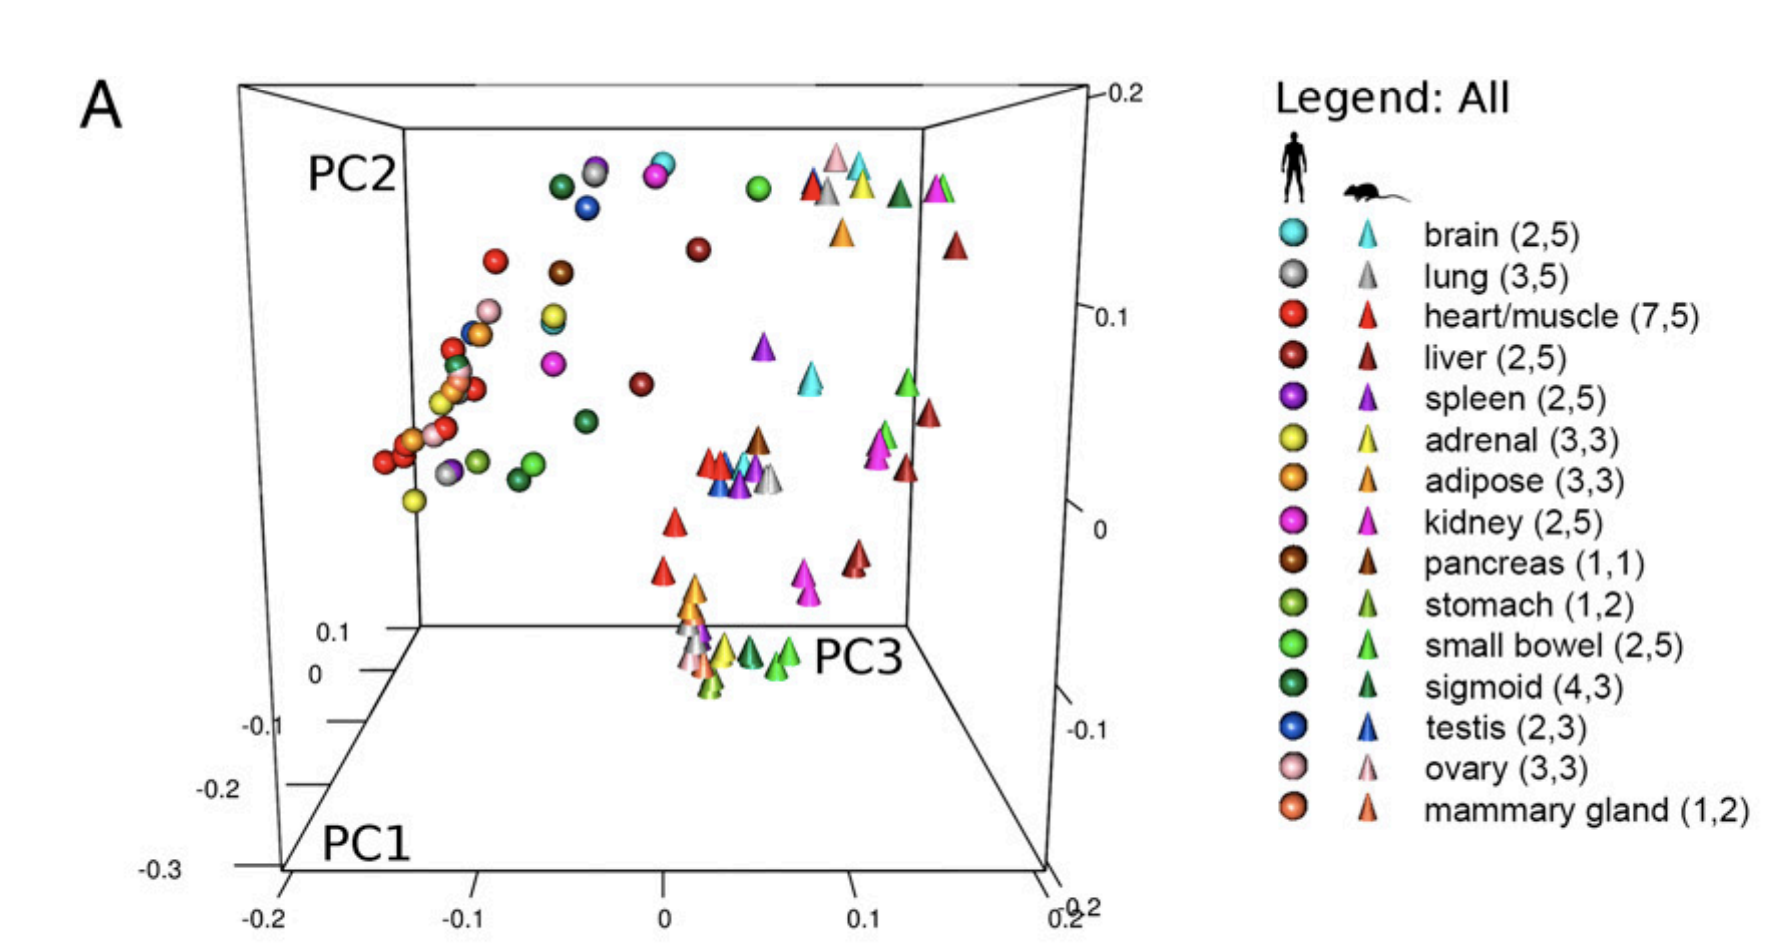 A
Legend: All
PC2
PC3
PC1
0.2
0.1
0
-0.1
-0.2
0.1
0
-0.1
-0.2
-0.3
-0.2
-0.1
0
0.1
0.2
brain (2,5)
lung (3,5)
heart/muscle (7,5)
liver (2,5)
spleen (2,5)
adrenal (3,3)
adipose (3,3)
kidney (2,5)
pancreas (1,1)
stomach (1,2)
small bowel (2,5)
sigmoid (4,3)
testis (2,3)
ovary (3,3)
mammary gland (1,2)